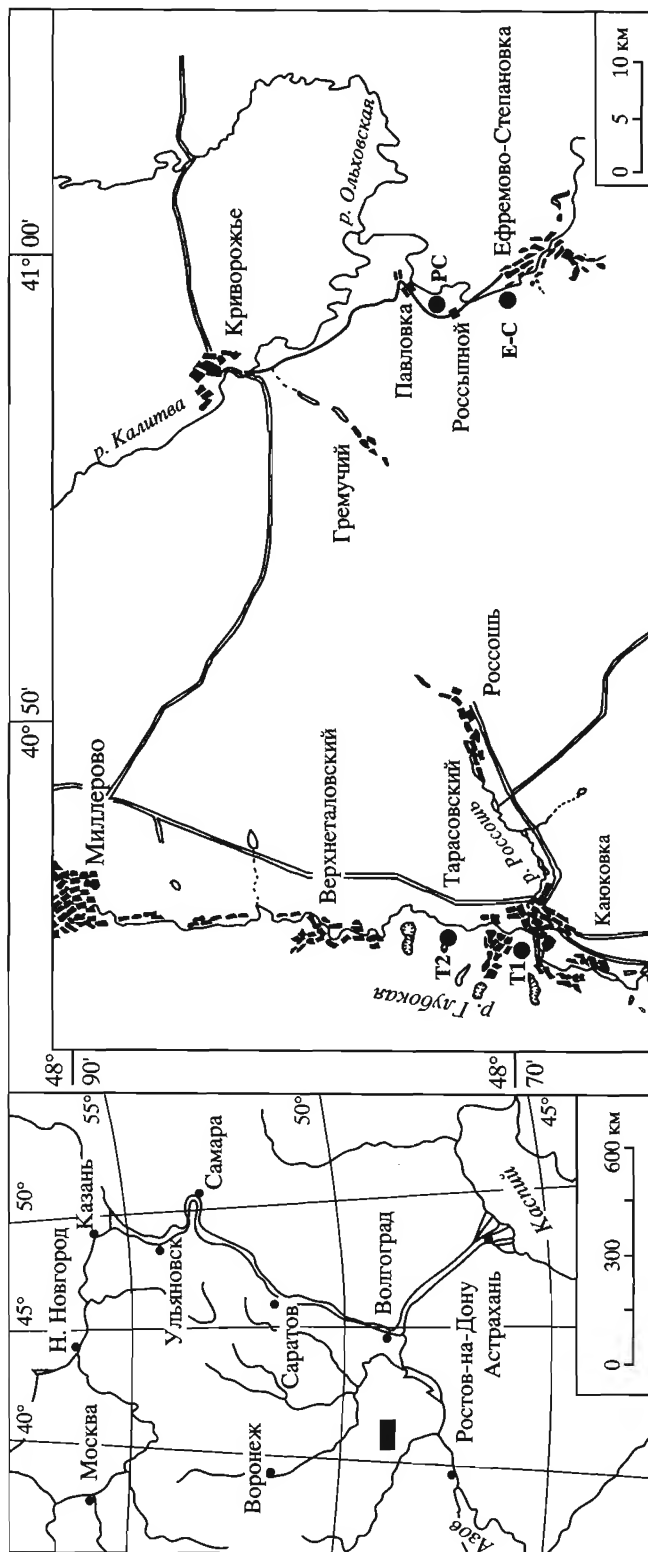 40°
45°
50°
55°
Москва
Н. Новгород
Казань
Ульяновск
Самара
Воронеж
Саратов
50°
Волгоград
Ростов-на-Дону
Астрахань
Азов
Каспий
45°
0 300 600 км
48°
90'
48°
70'
40° 50'
41° 00'
Миллерово
р. Калитва
Криворожье
Верхнеталовский
Гремучий
р. Ольховская
р. Глубокая
Т2
Тарасовский
Т1
р. Россошь
Россошь
Каюковка
Павловка
РС
Россыпной
Е-С
Ефремово-Степановка
0 5 10 км